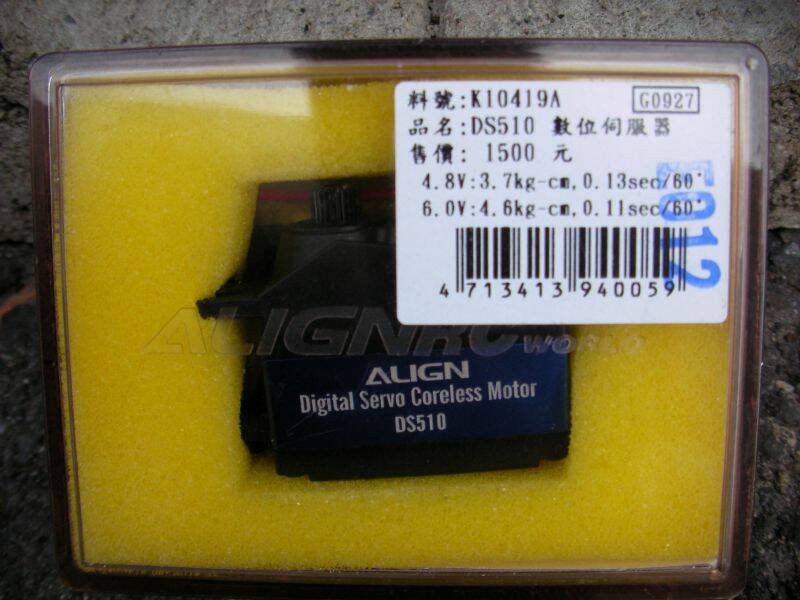 料號:K10419A G0927
品名:DS510 數位伺服器
售價: 1500 元
4.8V:3.7kg-cm,0.13sec/60°
6.0V:4.6kg-cm,0.11sec/60°
4 713413 940059
ALIGNRC WORLD
ALIGN
Digital Servo Coreless Motor
DS510